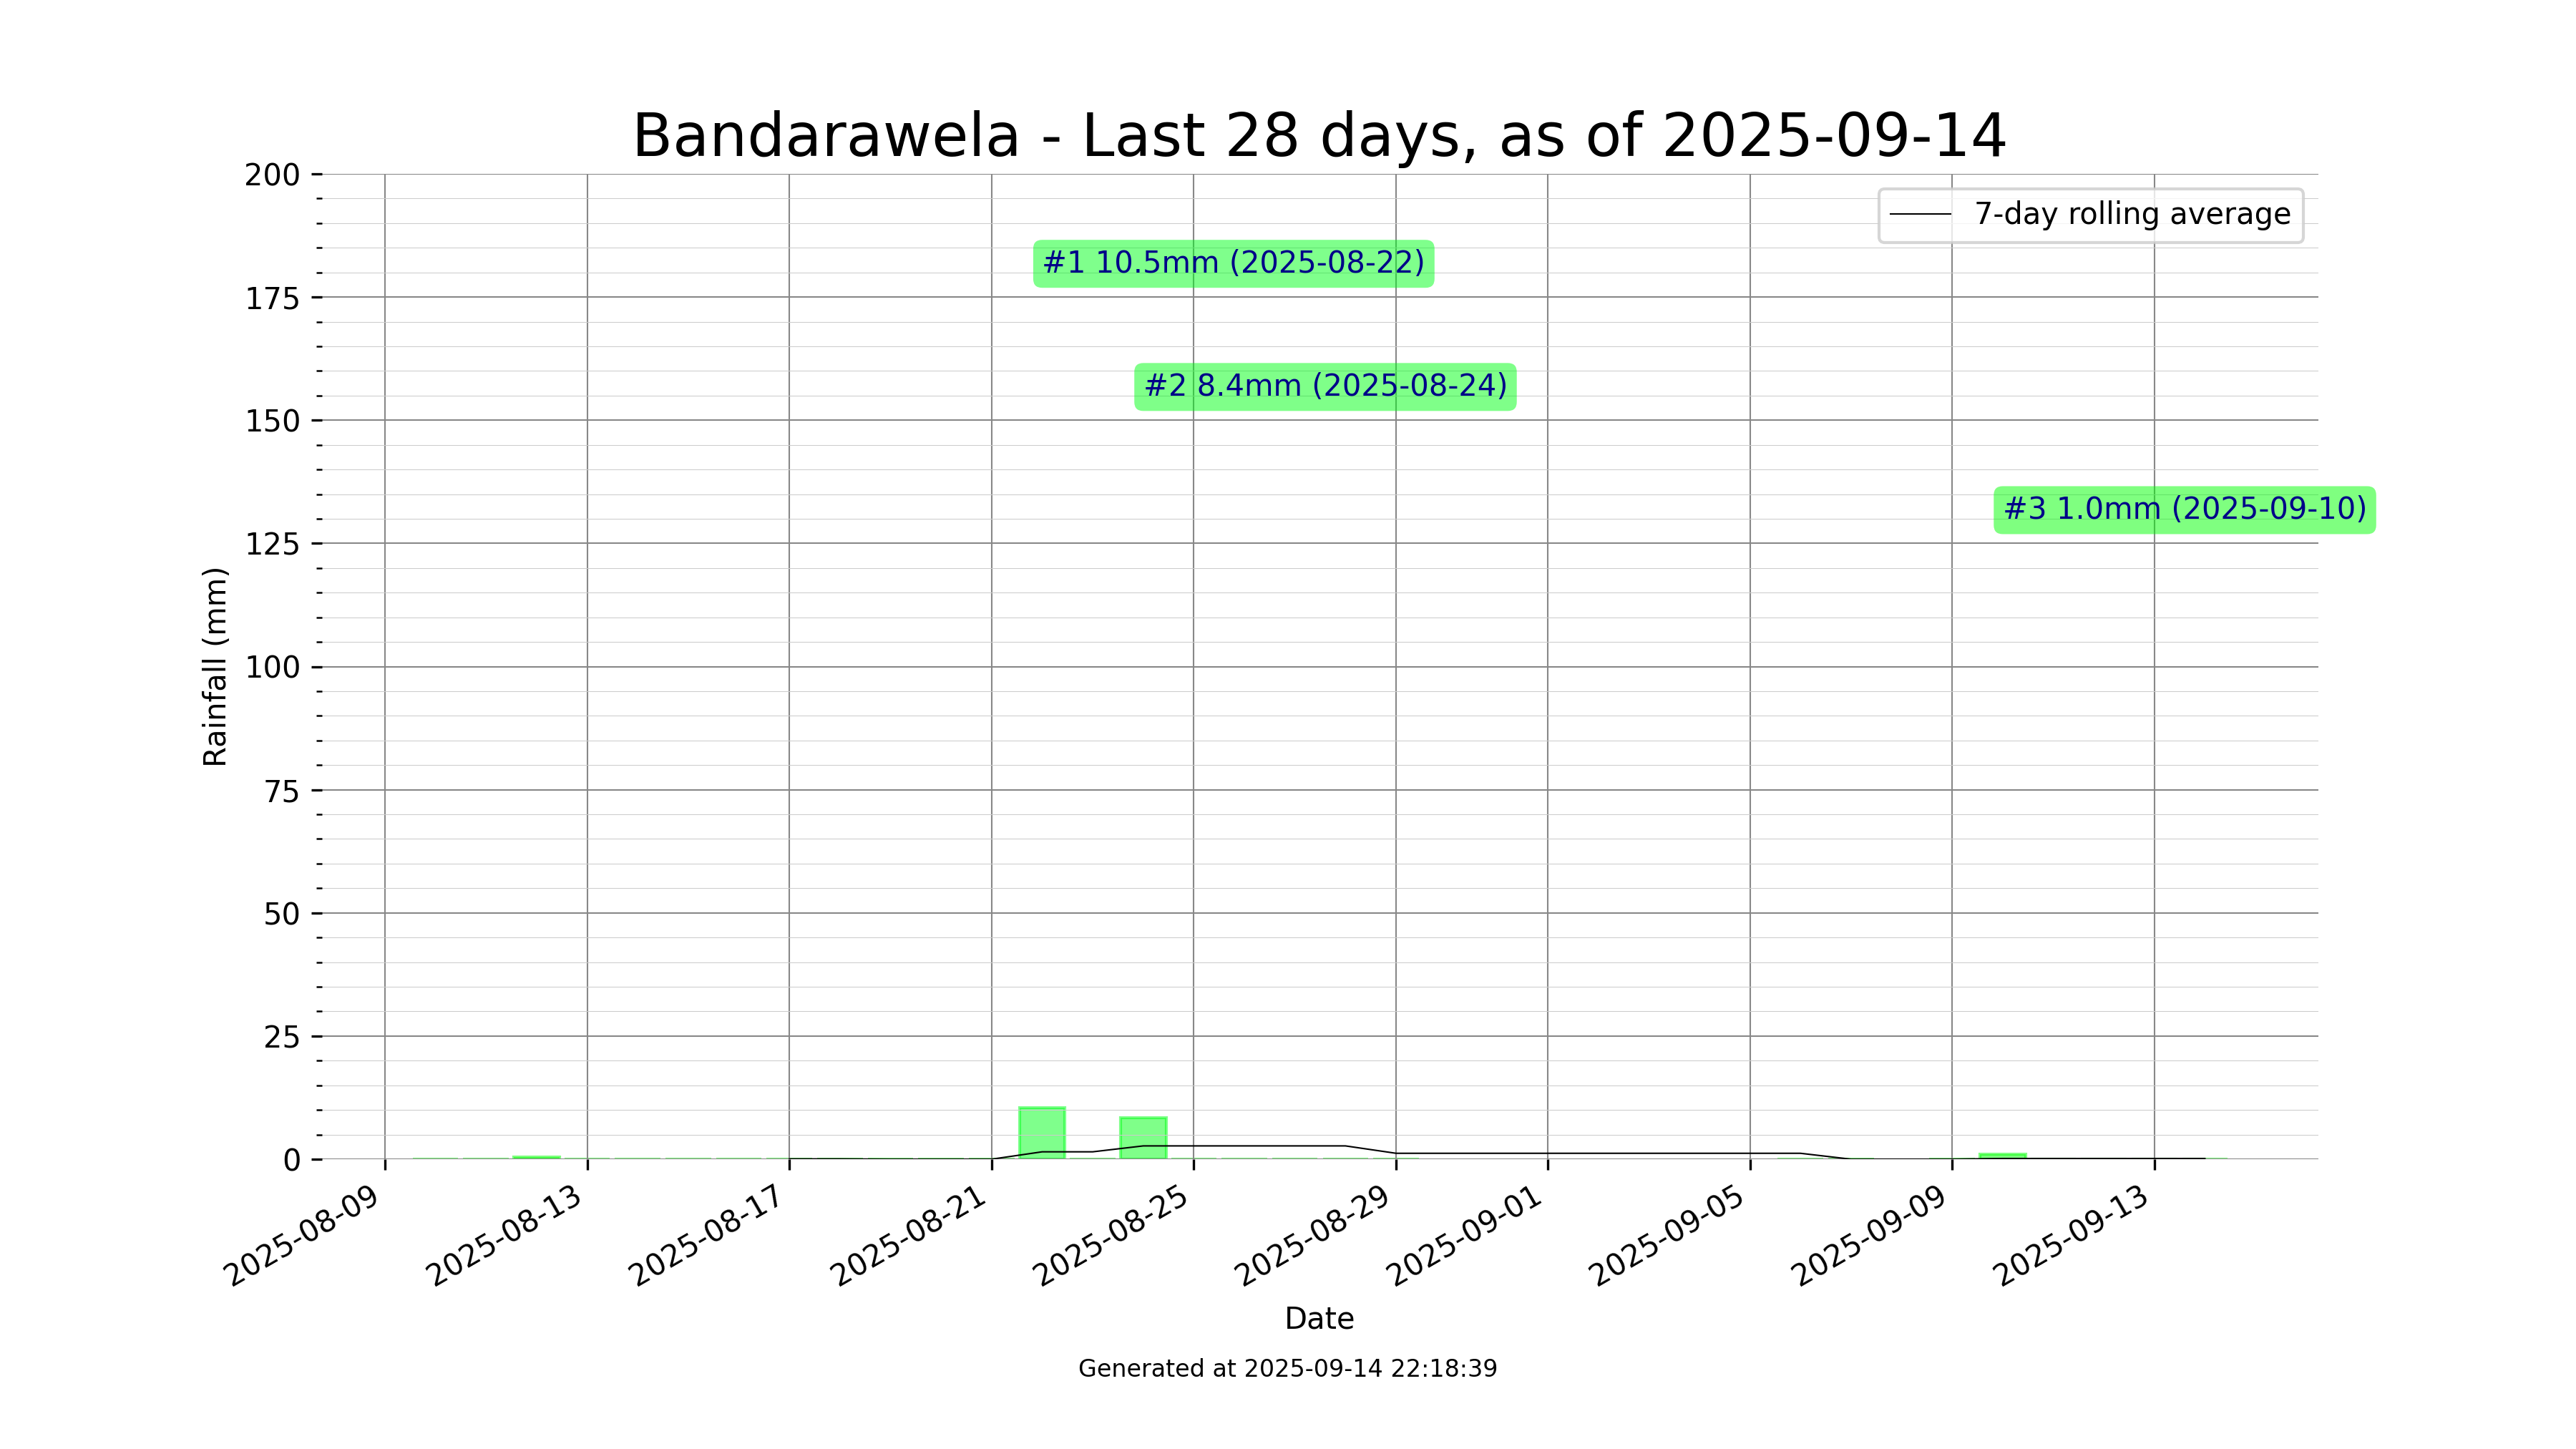 Bandarawela - Last 28 days, as of 2025-09-14
7-day rolling average
#1 10.5mm (2025-08-22)
#2 8.4mm (2025-08-24)
#3 1.0mm (2025-09-10)
Rainfall (mm)
200
175
150
125
100
75
50
25
0
2025-08-09
2025-08-13
2025-08-17
2025-08-21
2025-08-25
2025-08-29
2025-09-01
2025-09-05
2025-09-09
2025-09-13
Date
Generated at 2025-09-14 22:18:39